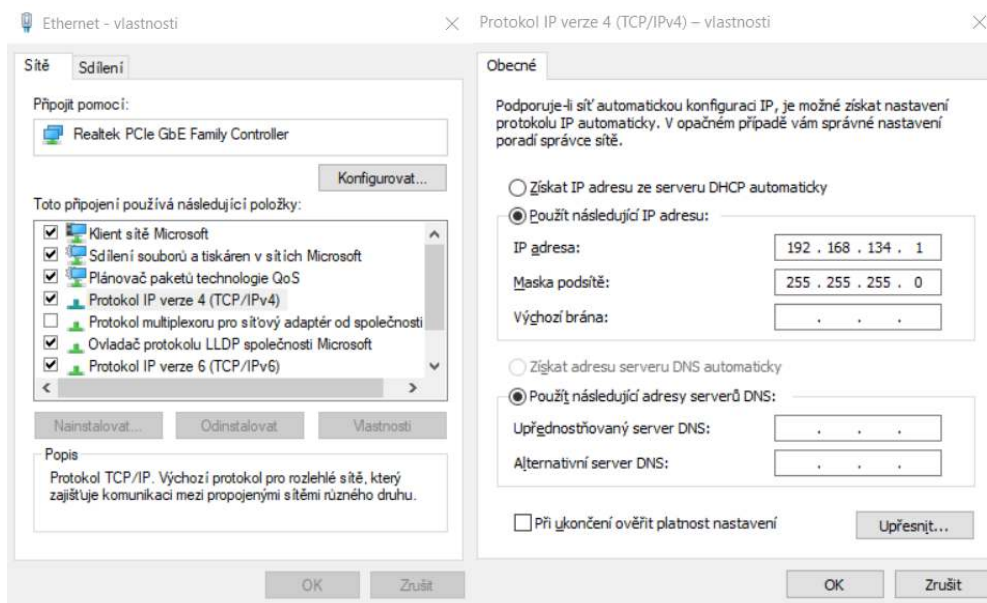 Ethernet - vlastnosti
Sítě
Sdílení
Připojit pomocí:
Realtek PCIe GbE Family Controller
Konfigurovat...
Toto připojení používá následující položky:
Klient sítě Microsoft
Sdílení souborů a tiskáren v sítích Microsoft
Plánovač paketů technologie QoS
Protokol IP verze 4 (TCP/IPv4)
Protokol multiplexoru pro síťový adaptér od společnosti
Ovladač protokolu LLDP společnosti Microsoft
Protokol IP verze 6 (TCP/IPv6)
Nainstalovat...
Odinstalovat
Vlastnosti
Popis
Protokol TCP/IP. Výchozí protokol pro rozlehlé sítě, který
zajišťuje komunikaci mezi propojenými sítěmi různého druhu.
OK
Zrušit
Protokol IP verze 4 (TCP/IPv4) – vlastnosti
Obecné
Podporuje-li síť automatickou konfiguraci IP, je možné získat nastavení
protokolu IP automaticky. V opačném případě vám správné nastavení
poradí správce sítě.
Získat IP adresu ze serveru DHCP automaticky
Použít následující IP adresu:
IP adresa:
192 . 168 . 134 . 1
Maska podsítě:
255 . 255 . 255 . 0
Výchozí brána:
. . .
Získat adresu serveru DNS automaticky
Použít následující adresy serverů DNS:
Upřednostňovaný server DNS:
. . .
Alternativní server DNS:
. . .
Při ukončení ověřit platnost nastavení
Upřesnit...
OK
Zrušit